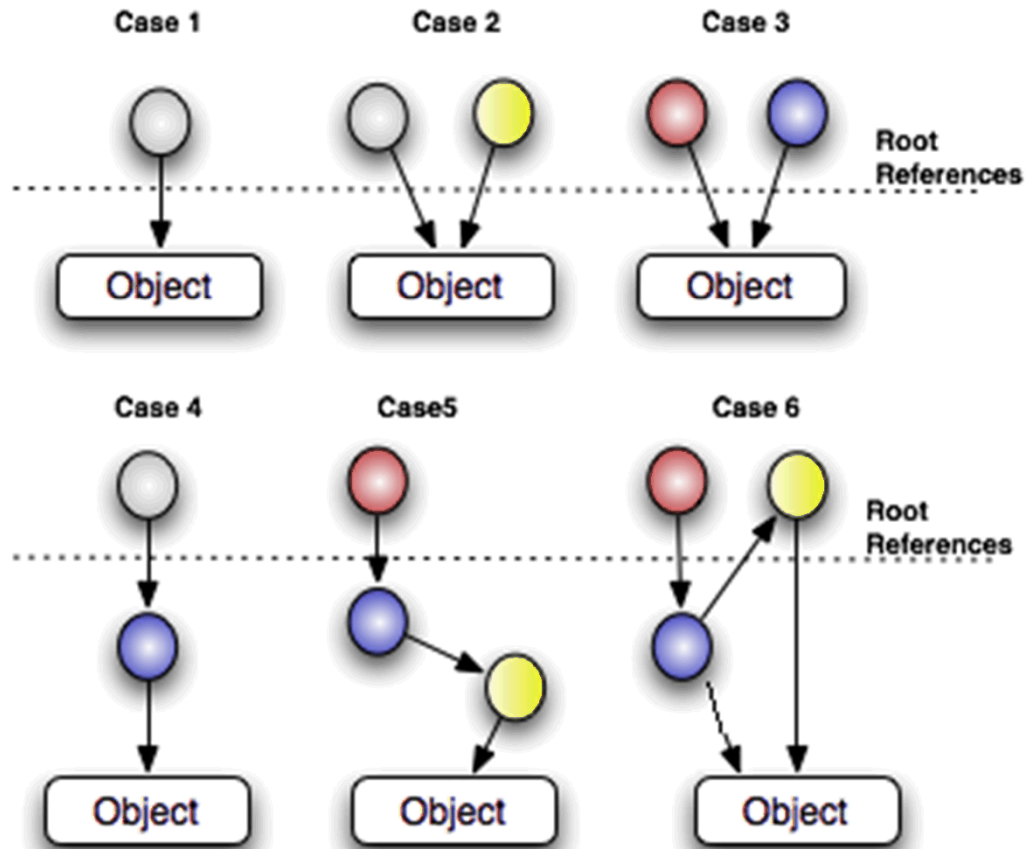 Case 1
Case 2
Case 3
Root
References
Object
Object
Object
Case 4
Case5
Case 6
Root
References
Object
Object
Object